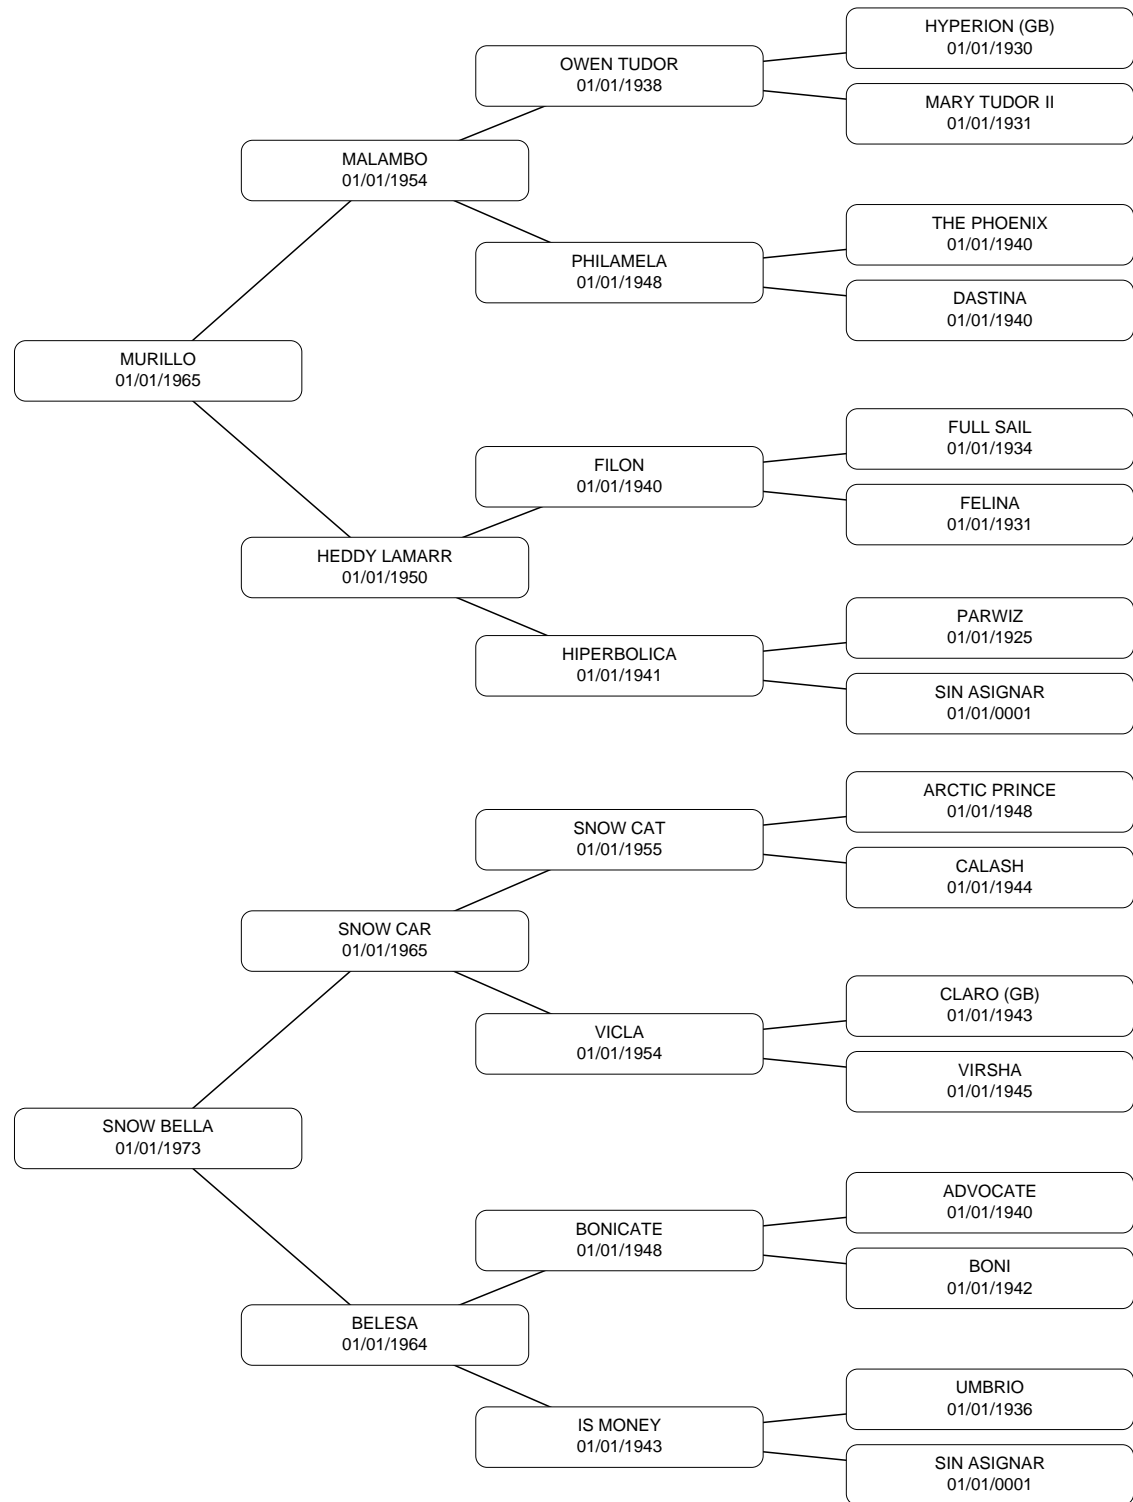 HYPERION (GB)
01/01/1930
OWEN TUDOR
01/01/1938
MARY TUDOR II
01/01/1931
MALAMBO
01/01/1954
THE PHOENIX
01/01/1940
PHILAMELA
01/01/1948
DASTINA
01/01/1940
MURILLO
01/01/1965
FULL SAIL
01/01/1934
FILON
01/01/1940
FELINA
01/01/1931
HEDDY LAMARR
01/01/1950
PARWIZ
01/01/1925
HIPERBOLICA
01/01/1941
SIN ASIGNAR
01/01/0001
ARCTIC PRINCE
01/01/1948
SNOW CAT
01/01/1955
CALASH
01/01/1944
SNOW CAR
01/01/1965
CLARO (GB)
01/01/1943
VICLA
01/01/1954
VIRSHA
01/01/1945
SNOW BELLA
01/01/1973
ADVOCATE
01/01/1940
BONICATE
01/01/1948
BONI
01/01/1942
BELESA
01/01/1964
UMBRIO
01/01/1936
IS MONEY
01/01/1943
SIN ASIGNAR
01/01/0001